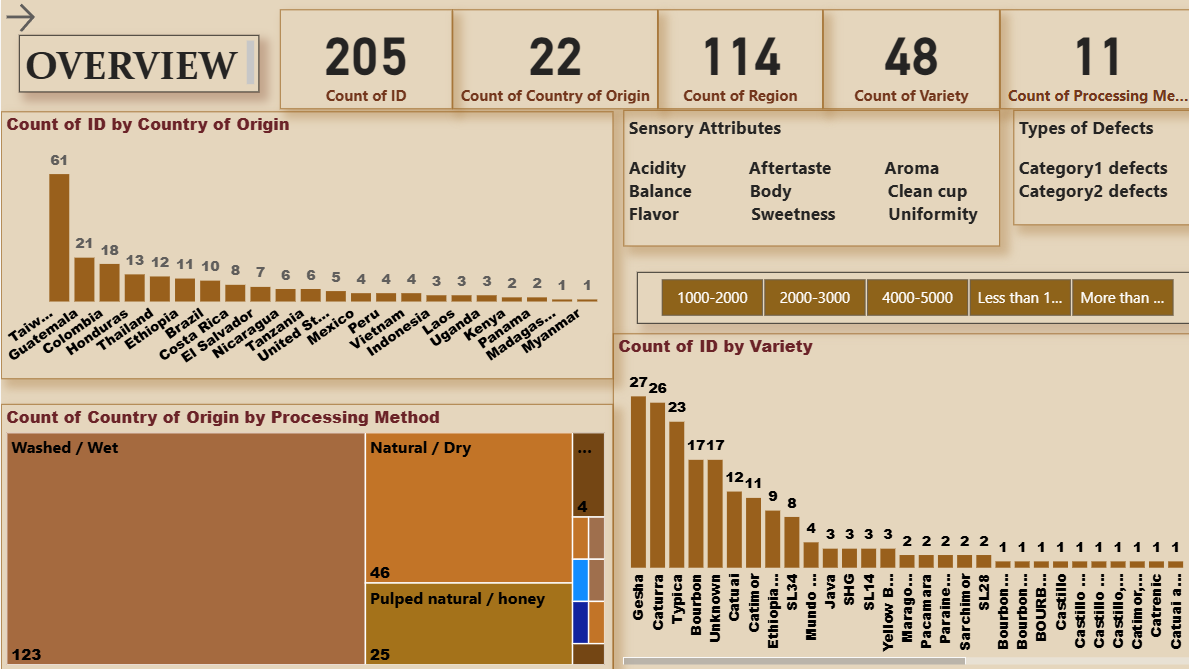 OVERVIEW
205
Count of ID
22
Count of Country of Origin
114
Count of Region
48
Count of Variety
11
Count of Processing Me...
Count of ID by Country of Origin
61
21
18
13
12
11
10
8
7
6
6
5
4
4
4
3
3
3
2
2
1
1
Taiw...
Guatemala
Colombia
Honduras
Thailand
Ethiopia
Brazil
Costa Rica
El Salvador
Nicaragua
Tanzania
United St...
Mexico
Peru
Vietnam
Indonesia
Laos
Uganda
Kenya
Panama
Madagas...
Myanmar
Sensory Attributes
Acidity Aftertaste Aroma
Balance Body Clean cup
Flavor Sweetness Uniformity
Types of Defects
Category1 defects
Category2 defects
1000-2000
2000-3000
4000-5000
Less than 1...
More than ...
Count of Country of Origin by Processing Method
Washed / Wet
123
Natural / Dry
46
Pulped natural / honey
25
...
4
Count of ID by Variety
27
26
23
17
17
12
11
9
8
4
3
3
3
3
2
2
2
2
2
1
1
1
1
1
1
1
1
1
1
Gesha
Caturra
Typica
Bourbon
Unknown
Catuai
Catimor
Ethiopia...
SL34
Mundo ...
Java
SHG
SL14
Yellow B...
Marago...
Pacamara
Paraine...
Sarchimor
SL28
Bourbon...
Bourbon...
BOURB...
Castillo
Castillo ...
Castillo ...
Castillo,...
Catimor,...
Catrenic
Catuai a...